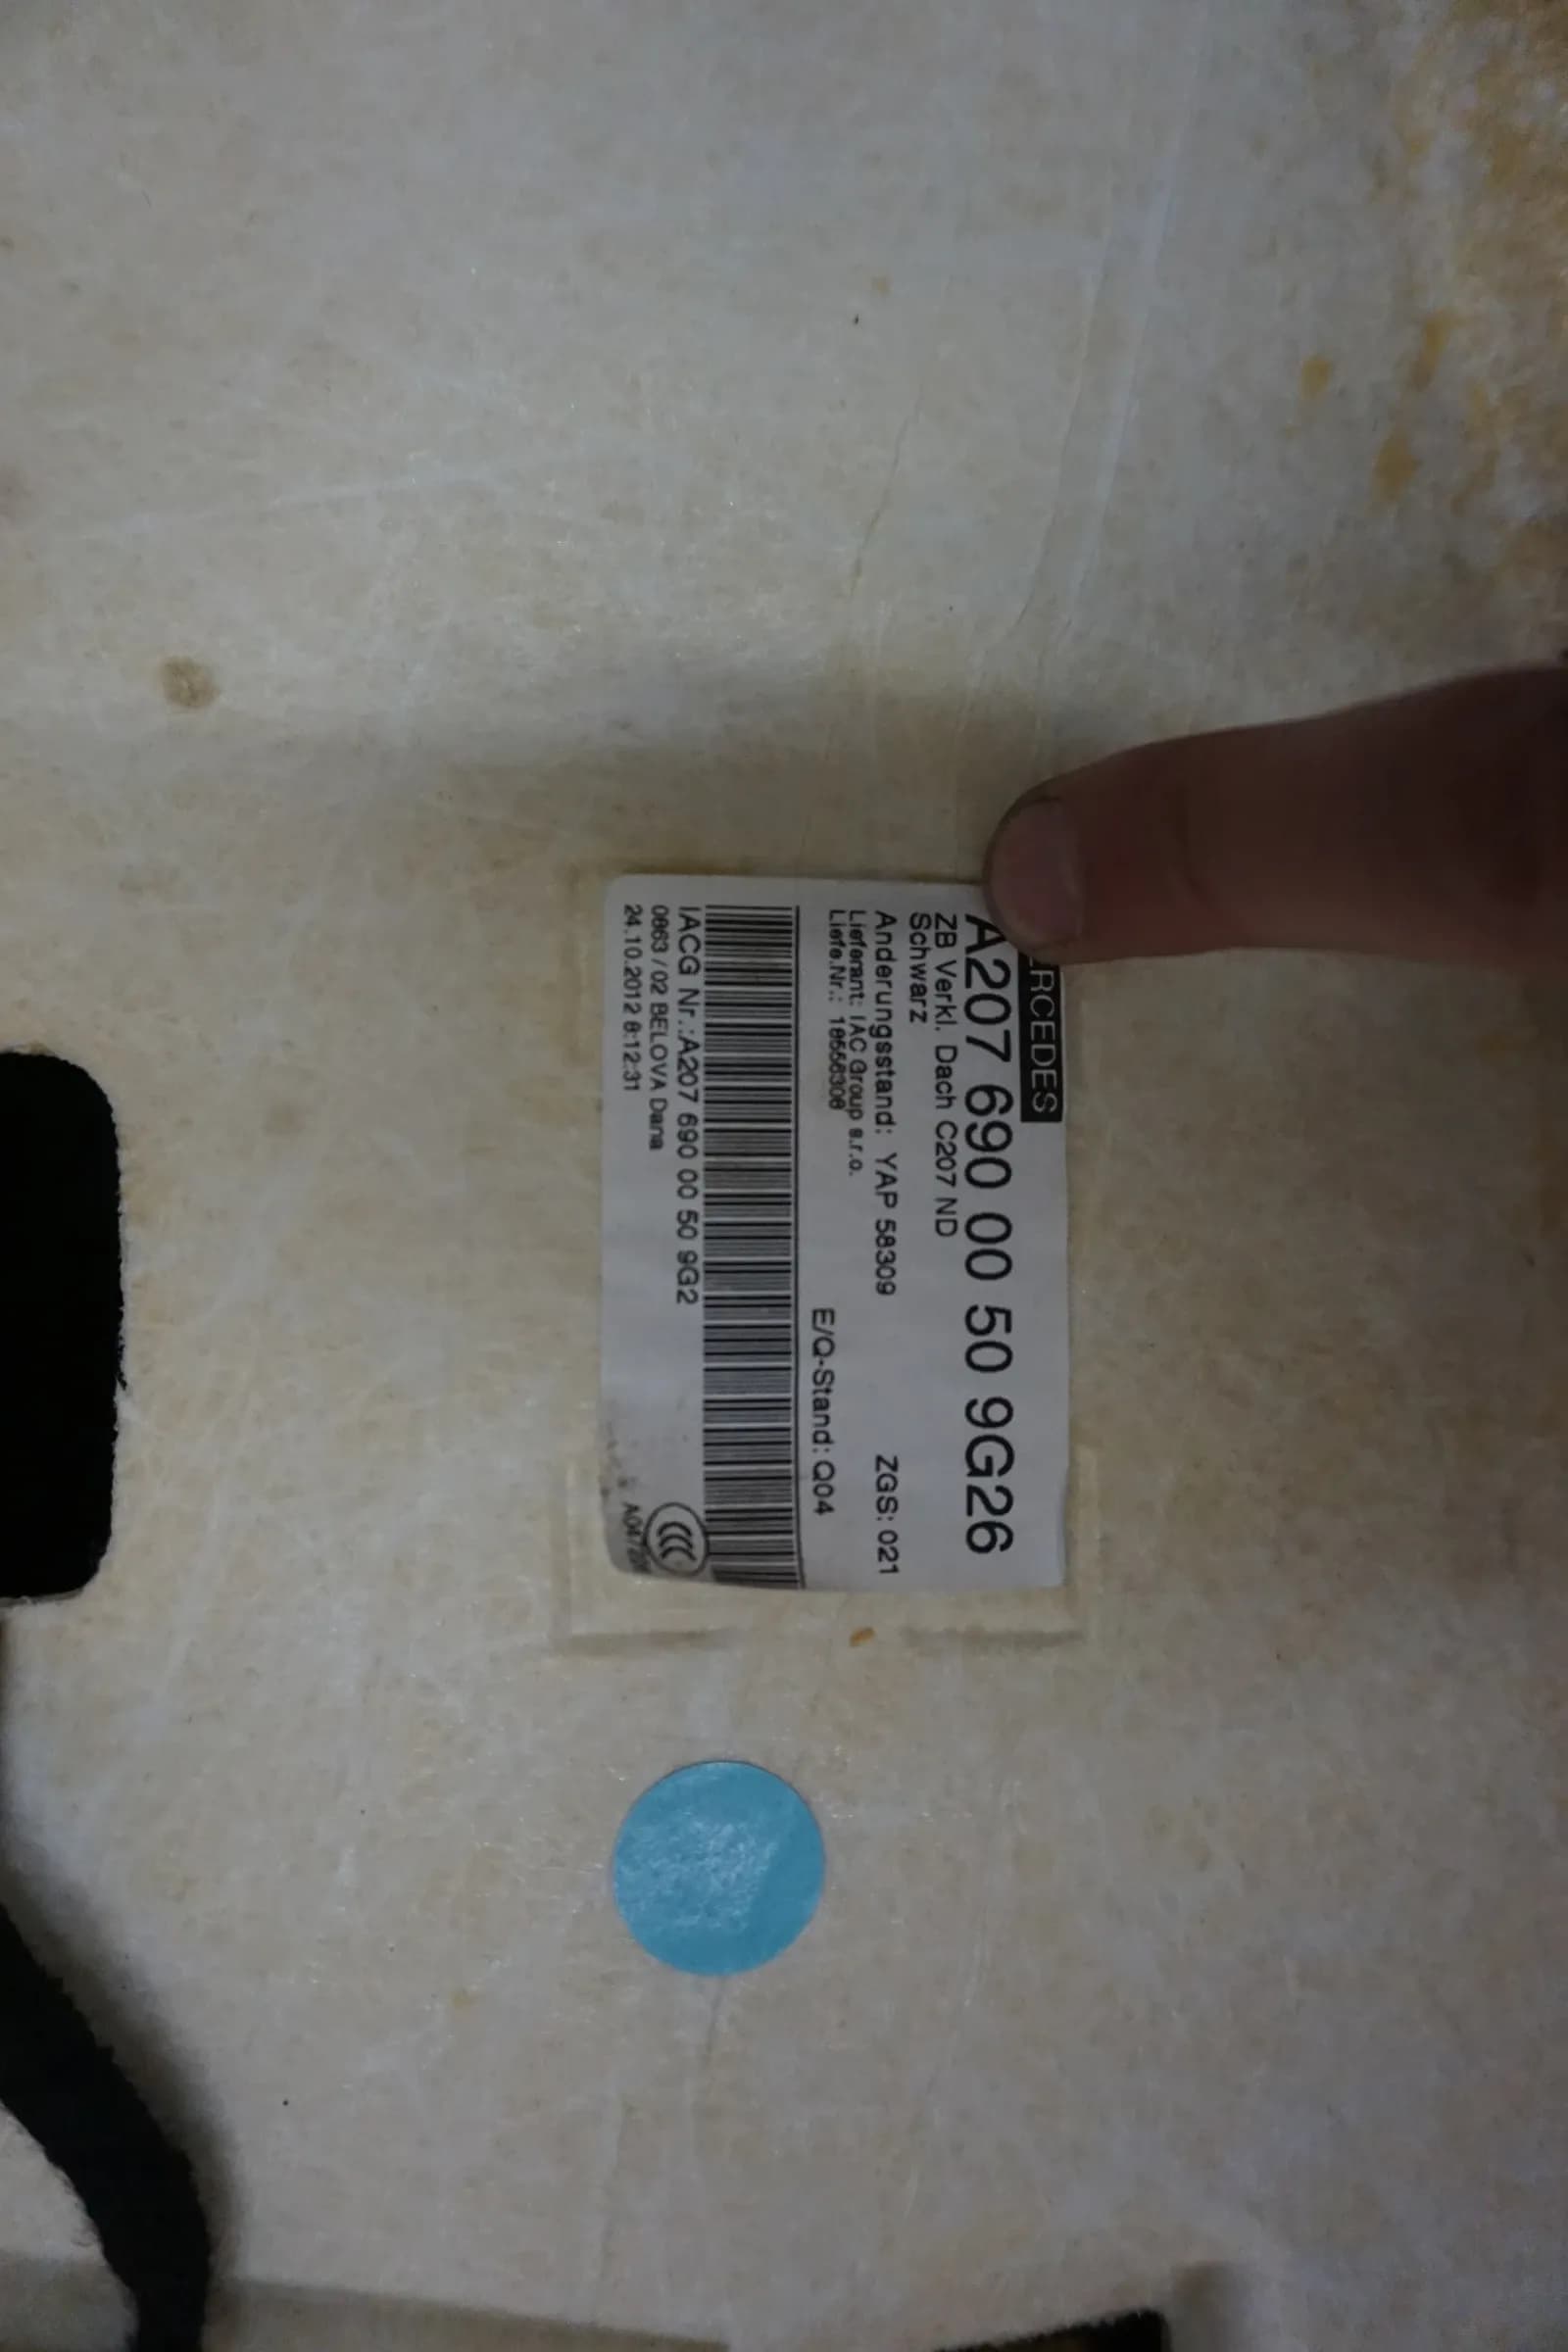 RCEDES
A207 690 00 50 9G26
ZB Verkl. Dach C207 ND
Schwarz
Anderungsstand: YAP 58309 ZGS: 021
Lieferant: IAC Group s.r.o.
Liefe.Nr.: E/Q-Stand: Q04
IACG Nr.:A207 690 00 50 9G2
0863 / 02 BELOVA Dana
24.10.2012 8:12:31